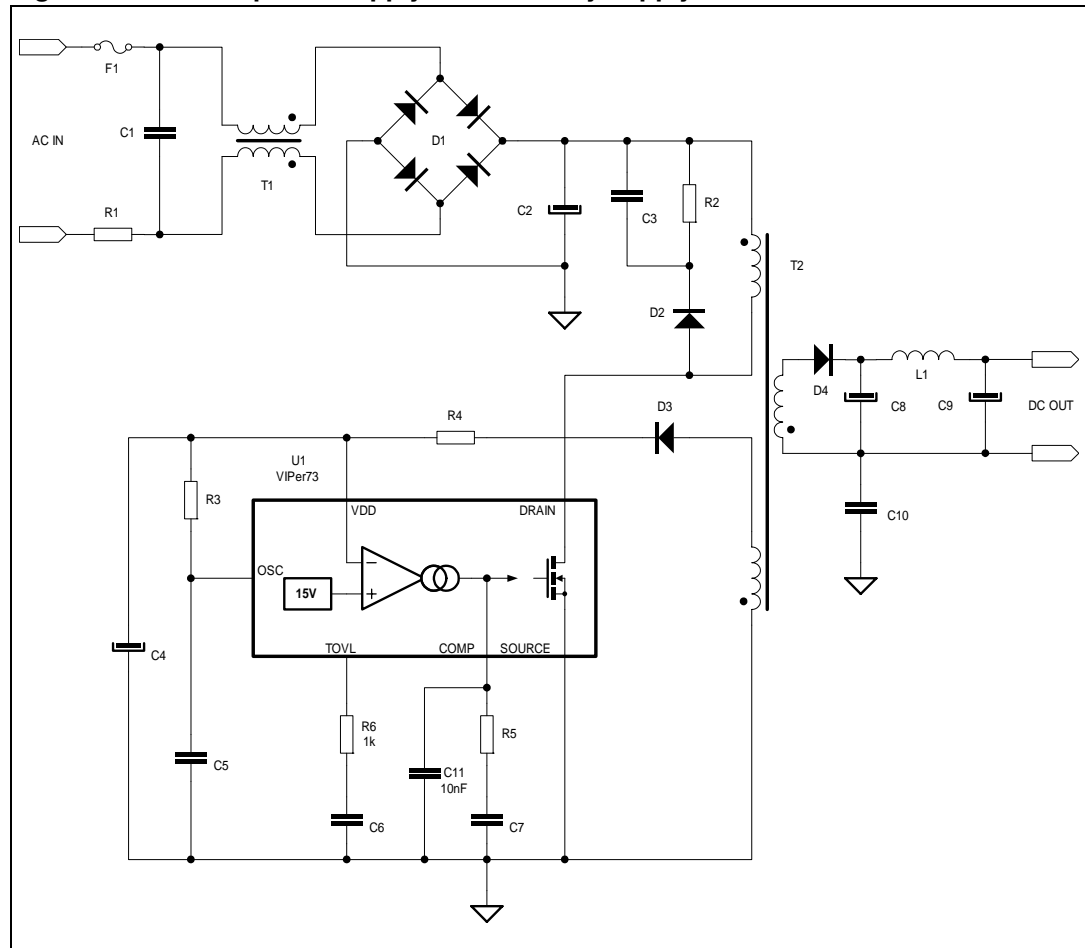 F1
AC IN
C1
T1
D1
R1
C2
C3
R2
D2
T2
D4
L1
C8
C9
DC OUT
C10
D3
R4
R3
U1
VIPer73
VDD
DRAIN
OSC
15V
TOVL
COMP
SOURCE
C4
C5
R6
1k
C6
C11
10nF
R5
C7